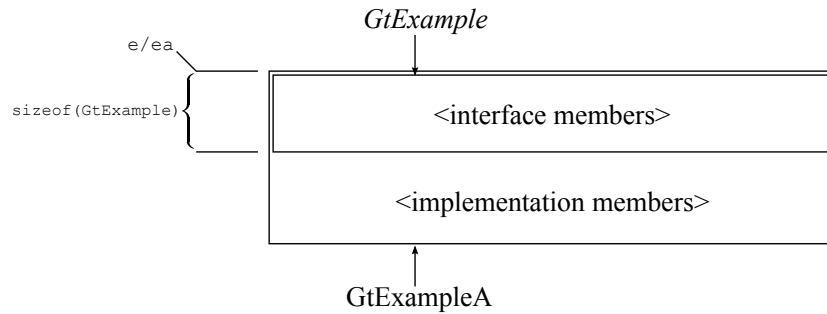 GtExample
e/ea
sizeof(GtExample)
<interface members>
<implementation members>
GtExampleA